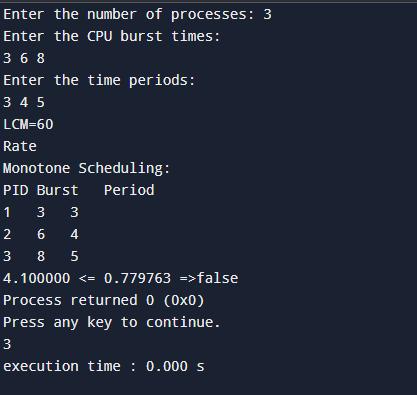 Enter the number of processes: 3
Enter the CPU burst times:
3 6 8
Enter the time periods:
3 4 5
LCM=60
Rate
Monotone Scheduling:
PID Burst   Period
1   3   3
2   6   4
3   8   5
4.100000 <= 0.779763 =>false
Process returned 0 (0x0)
Press any key to continue.
3
execution time : 0.000 s